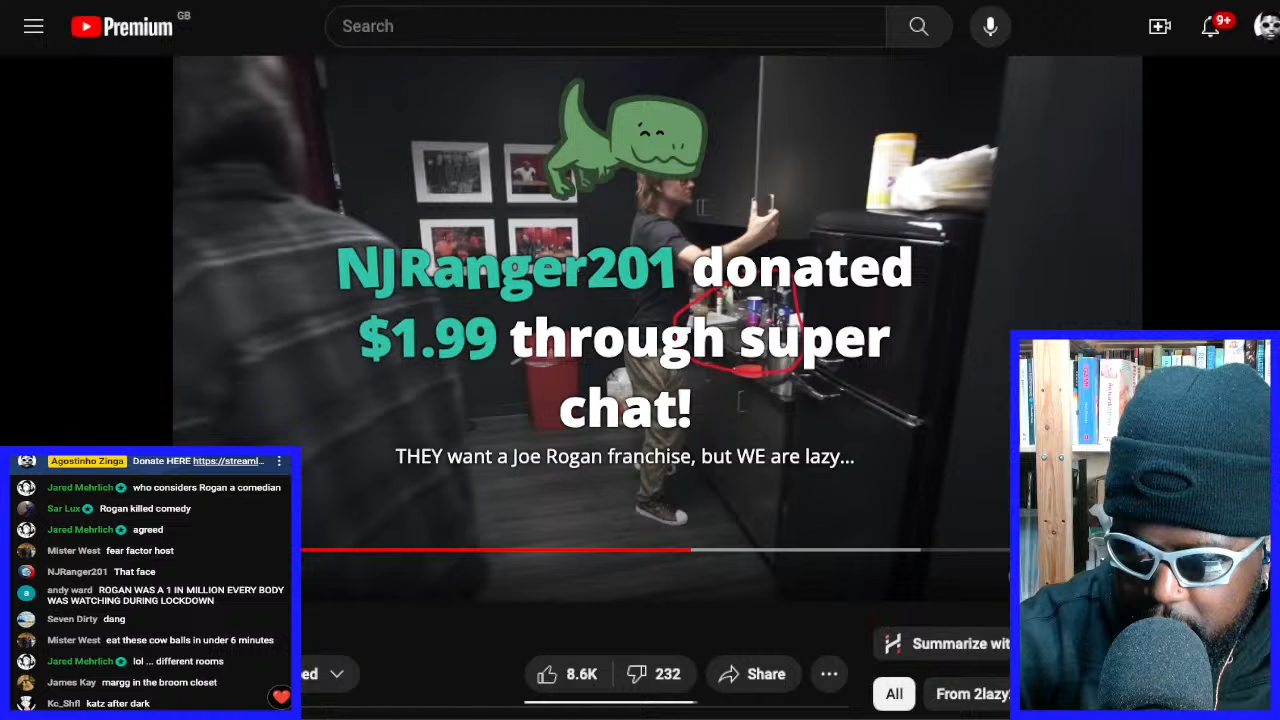 Premium GB
Search
9+
NJRanger201 donated
$1.99 through super
chat!
THEY want a Joe Rogan franchise, but WE are lazy...
Agostinho Zinga Donate HERE https://streaml...
Jared Mehrlich who considers Rogan a comedian
Sar Lux Rogan killed comedy
Jared Mehrlich agreed
Mister West fear factor host
NJRanger201 That face
andy ward ROGAN WAS A 1 IN MILLION EVERY BODY
WAS WATCHING DURING LOCKDOWN
Seven Dirty dang
Mister West eat these cow balls in under 6 minutes
Jared Mehrlich lol ... different rooms
James Kay margg in the broom closet
Kc_Shfl katz after dark
ed
8.6K
232
Share
Summarize wit
All
From 2lazy